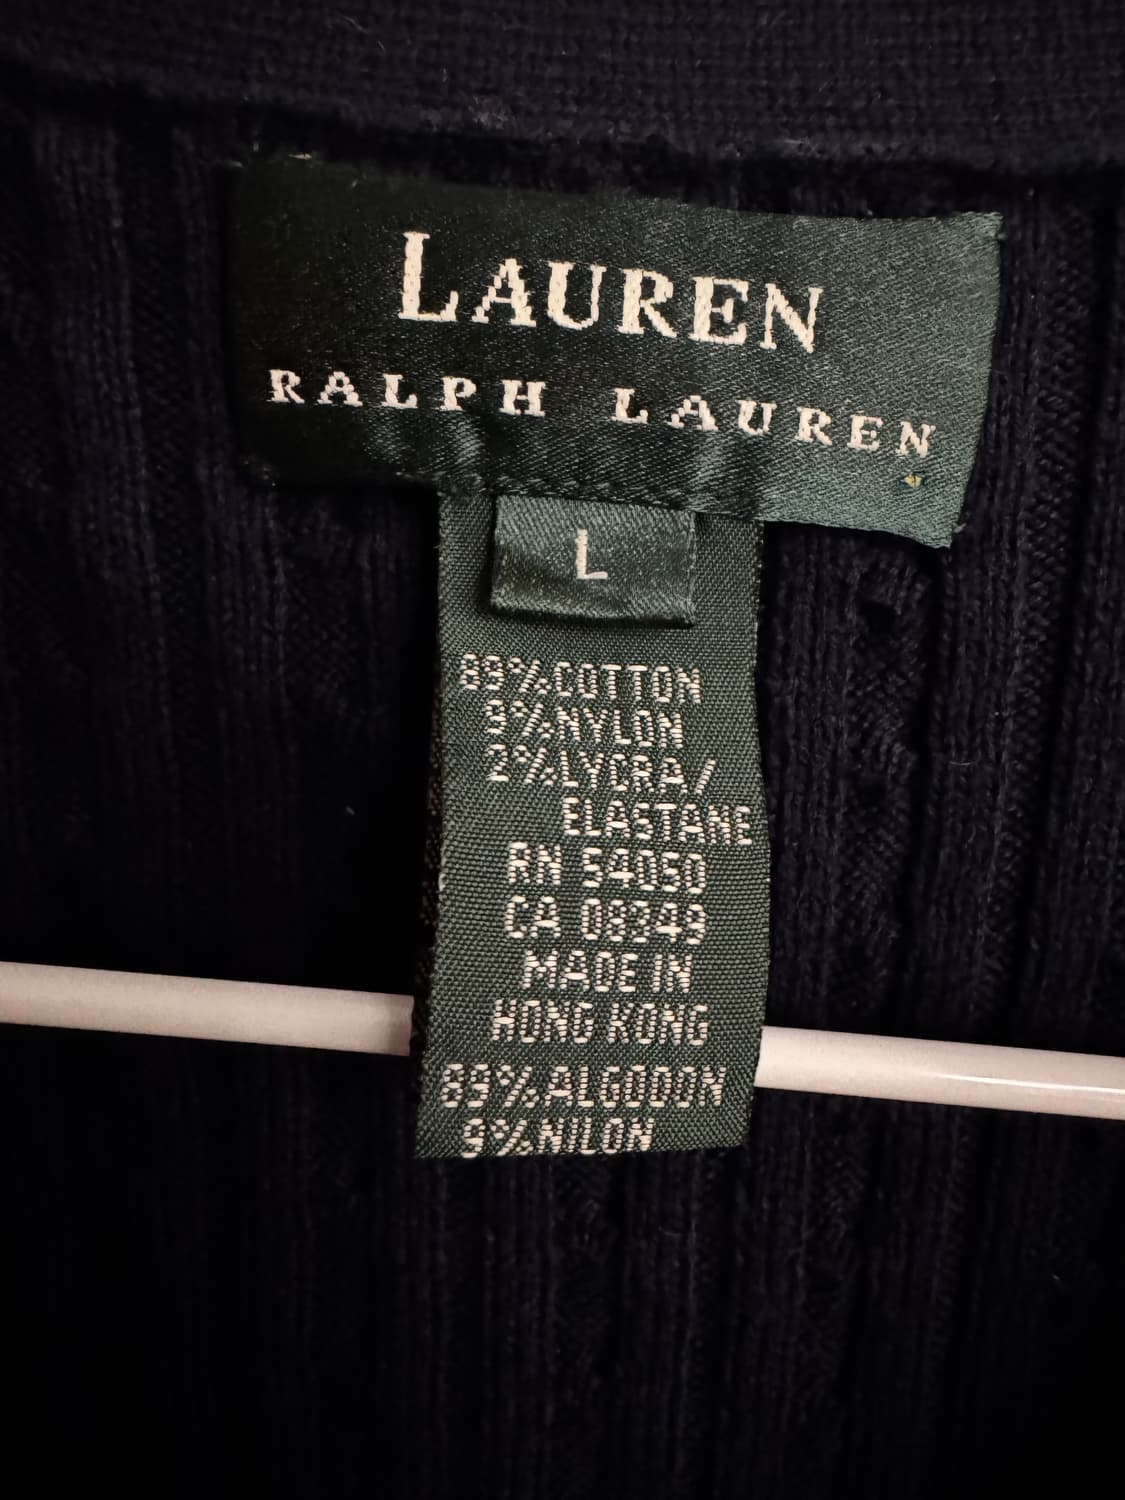 LAUREN
RALPH LAUREN
L
89%COTTON
9%NYLON
2%LYCRA/
ELASTANE
RN 54050
CA 08349
MADE IN
HONG KONG
89%ALGODON
9%NILON